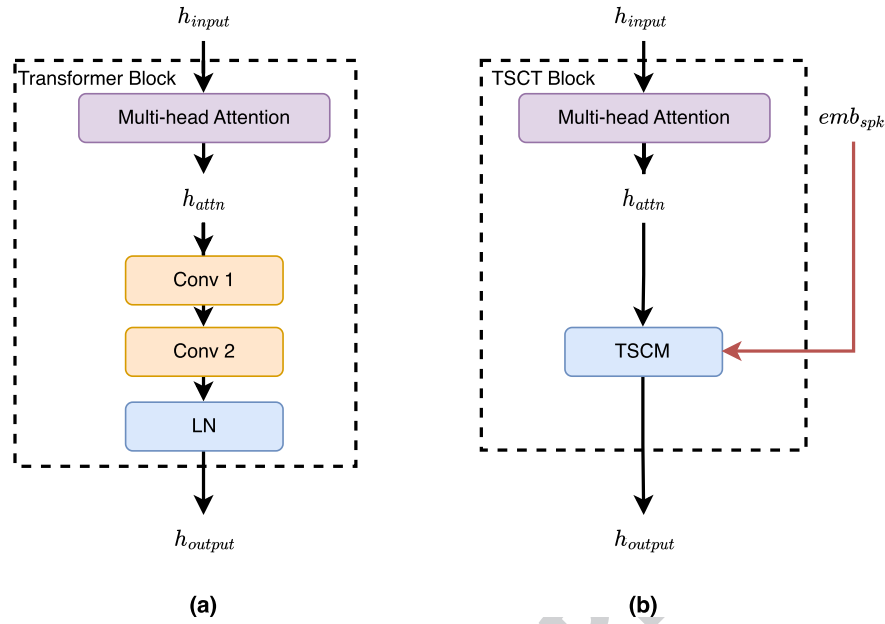 h_input
Transformer Block
Multi-head Attention
h_attn
Conv 1
Conv 2
LN
h_output
(a)
h_input
TSCT Block
Multi-head Attention
emb_spk
h_attn
TSCM
h_output
(b)